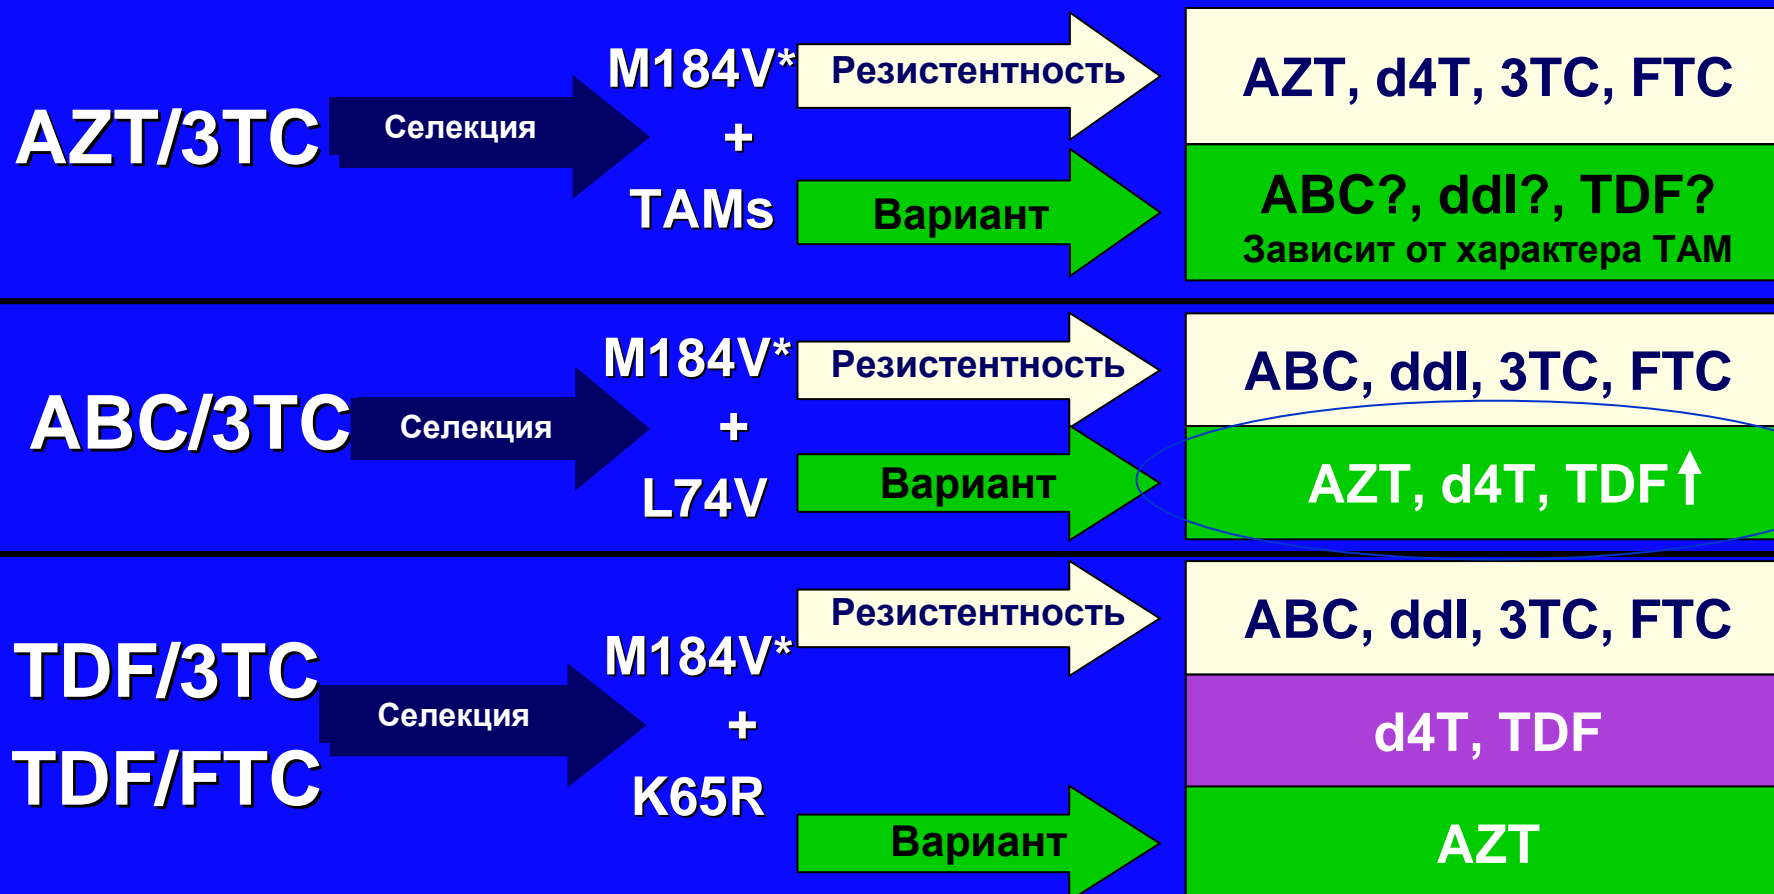 AZT/3TC
Селекция
M184V*
+
TAMs
Резистентность
AZT, d4T, 3TC, FTC
Вариант
ABC?, ddI?, TDF?
Зависит от характера ТАМ
ABC/3TC
Селекция
M184V*
+
L74V
Резистентность
ABC, ddI, 3TC, FTC
Вариант
AZT, d4T, TDF
TDF/3TC
TDF/FTC
Селекция
M184V*
+
K65R
Резистентность
ABC, ddI, 3TC, FTC
d4T, TDF
Вариант
AZT